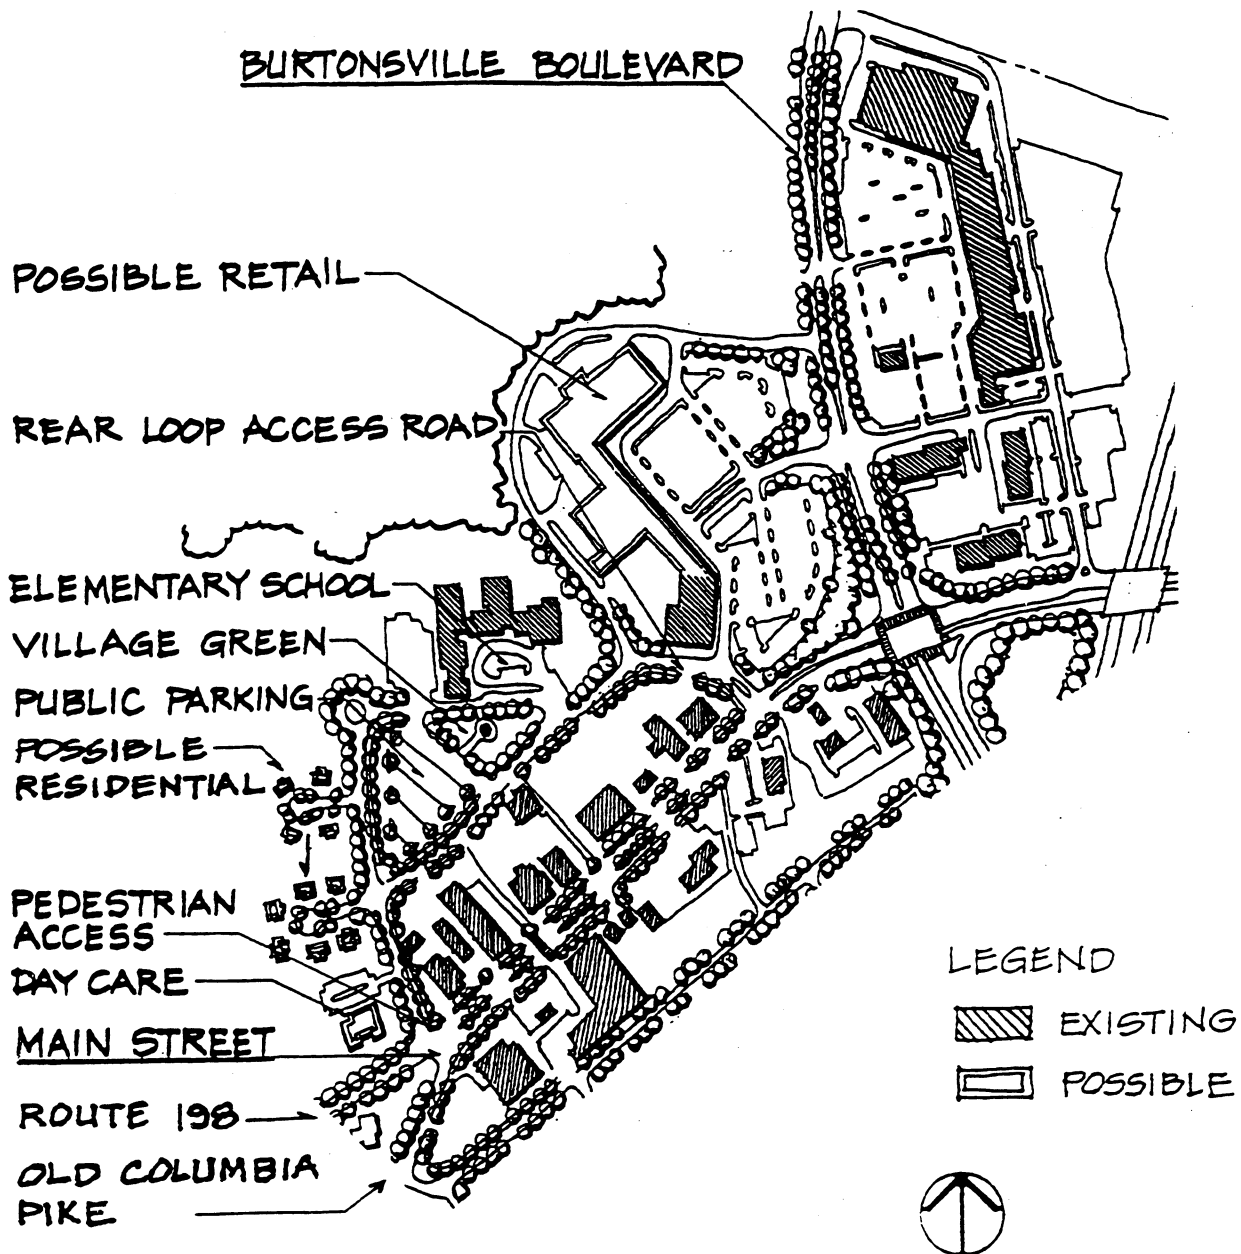 BURTONSVILLE BOULEVARD
POSSIBLE RETAIL
REAR LOOP ACCESS ROAD
ELEMENTARY SCHOOL
VILLAGE GREEN
PUBLIC PARKING
POSSIBLE
RESIDENTIAL
PEDESTRIAN
ACCESS
DAY CARE
MAIN STREET
ROUTE 198
OLD COLUMBIA
PIKE
LEGEND
EXISTING
POSSIBLE